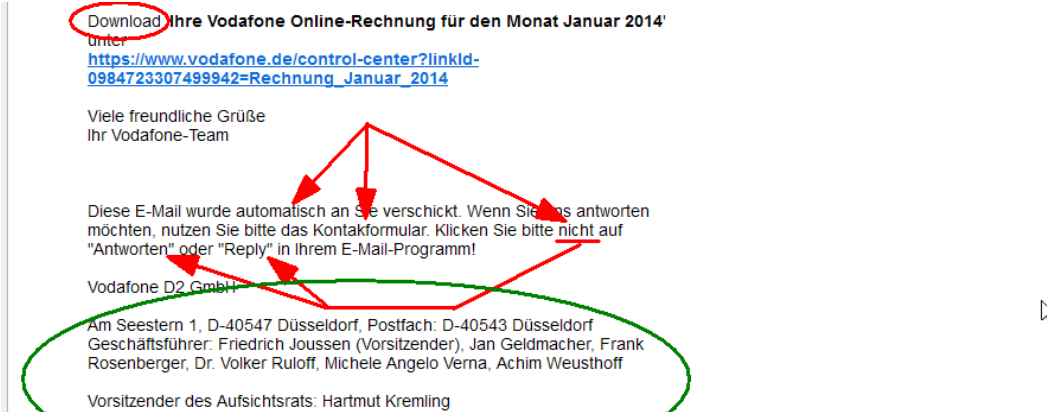 Download 'Ihre Vodafone Online-Rechnung für den Monat Januar 2014'
unter
https://www.vodafone.de/control-center?linkId-
0984723307499942=Rechnung_Januar_2014
Viele freundliche Grüße
Ihr Vodafone-Team
Diese E-Mail wurde automatisch an Sie verschickt. Wenn Sie uns antworten
möchten, nutzen Sie bitte das Kontakformular. Klicken Sie bitte nicht auf
"Antworten" oder "Reply" in Ihrem E-Mail-Programm!
Vodafone D2 GmbH
Am Seestern 1, D-40547 Düsseldorf, Postfach: D-40543 Düsseldorf
Geschäftsführer: Friedrich Joussen (Vorsitzender), Jan Geldmacher, Frank
Rosenberger, Dr. Volker Ruloff, Michele Angelo Verna, Achim Weusthoff
Vorsitzender des Aufsichtsrats: Hartmut Kremling